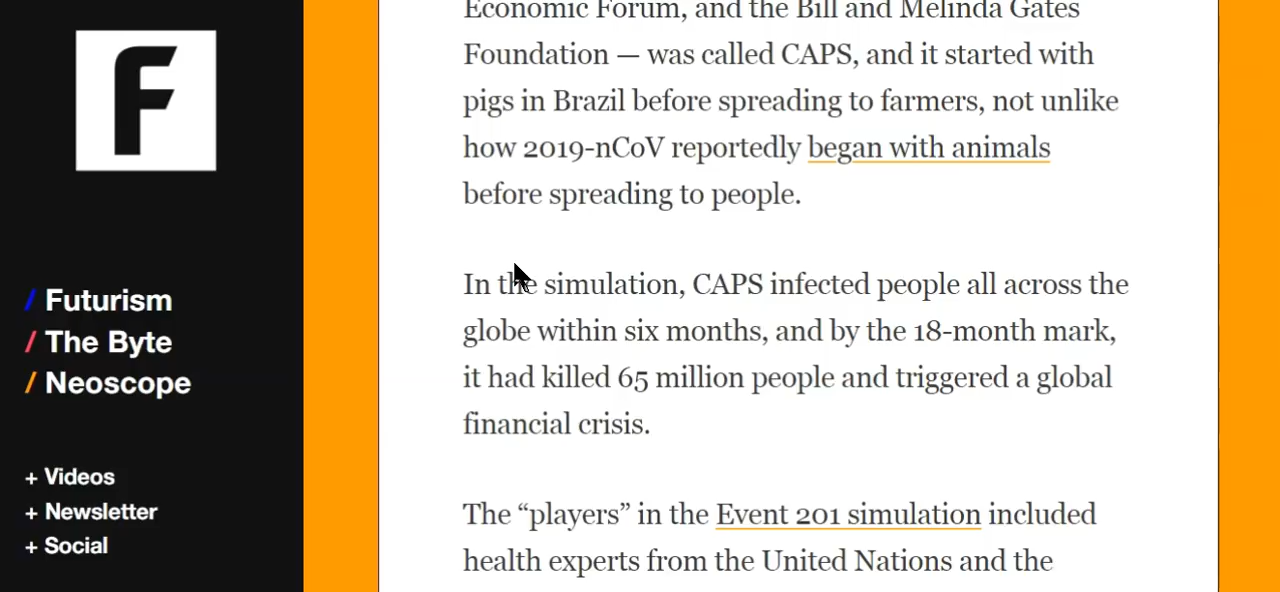 F
/ Futurism
/ The Byte
/ Neoscope
+ Videos
+ Newsletter
+ Social
Economic Forum, and the Bill and Melinda Gates
Foundation — was called CAPS, and it started with
pigs in Brazil before spreading to farmers, not unlike
how 2019-nCoV reportedly began with animals
before spreading to people.
In the simulation, CAPS infected people all across the
globe within six months, and by the 18-month mark,
it had killed 65 million people and triggered a global
financial crisis.
The “players” in the Event 201 simulation included
health experts from the United Nations and the